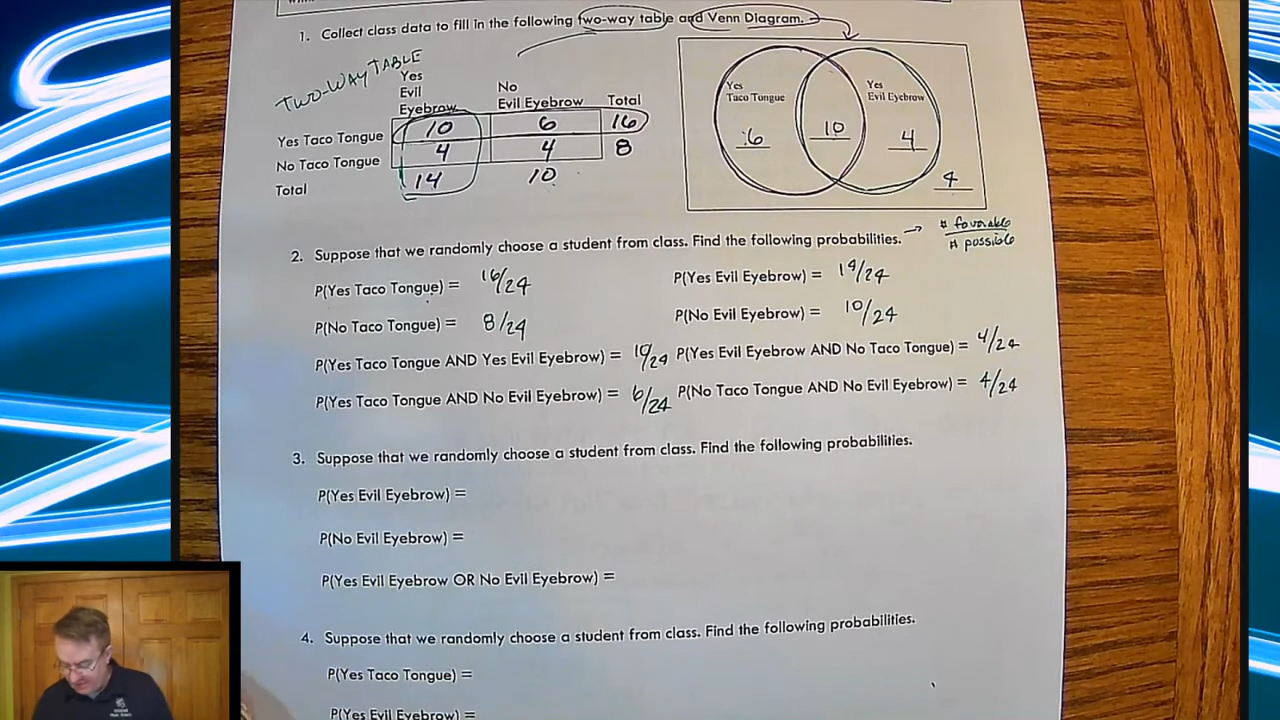 1. Collect class data to fill in the following two-way table and Venn Diagram.
TWO-WAY TABLE
Yes Evil Eyebrow
No Evil Eyebrow
Total
Yes Taco Tongue 10 6 16
No Taco Tongue 4 4 8
Total 14 10
Yes Taco Tongue
Yes Evil Eyebrow
6 10 4
4
2. Suppose that we randomly choose a student from class. Find the following probabilities. → # favorable / # possible
P(Yes Taco Tongue) = 16/24
P(Yes Evil Eyebrow) = 14/24
P(No Taco Tongue) = 8/24
P(No Evil Eyebrow) = 10/24
P(Yes Taco Tongue AND Yes Evil Eyebrow) = 10/24
P(Yes Evil Eyebrow AND No Taco Tongue) = 4/24
P(Yes Taco Tongue AND No Evil Eyebrow) = 6/24
P(No Taco Tongue AND No Evil Eyebrow) = 4/24
3. Suppose that we randomly choose a student from class. Find the following probabilities.
P(Yes Evil Eyebrow) =
P(No Evil Eyebrow) =
P(Yes Evil Eyebrow OR No Evil Eyebrow) =
4. Suppose that we randomly choose a student from class. Find the following probabilities.
P(Yes Taco Tongue) =
P(Yes Evil Eyebrow) =